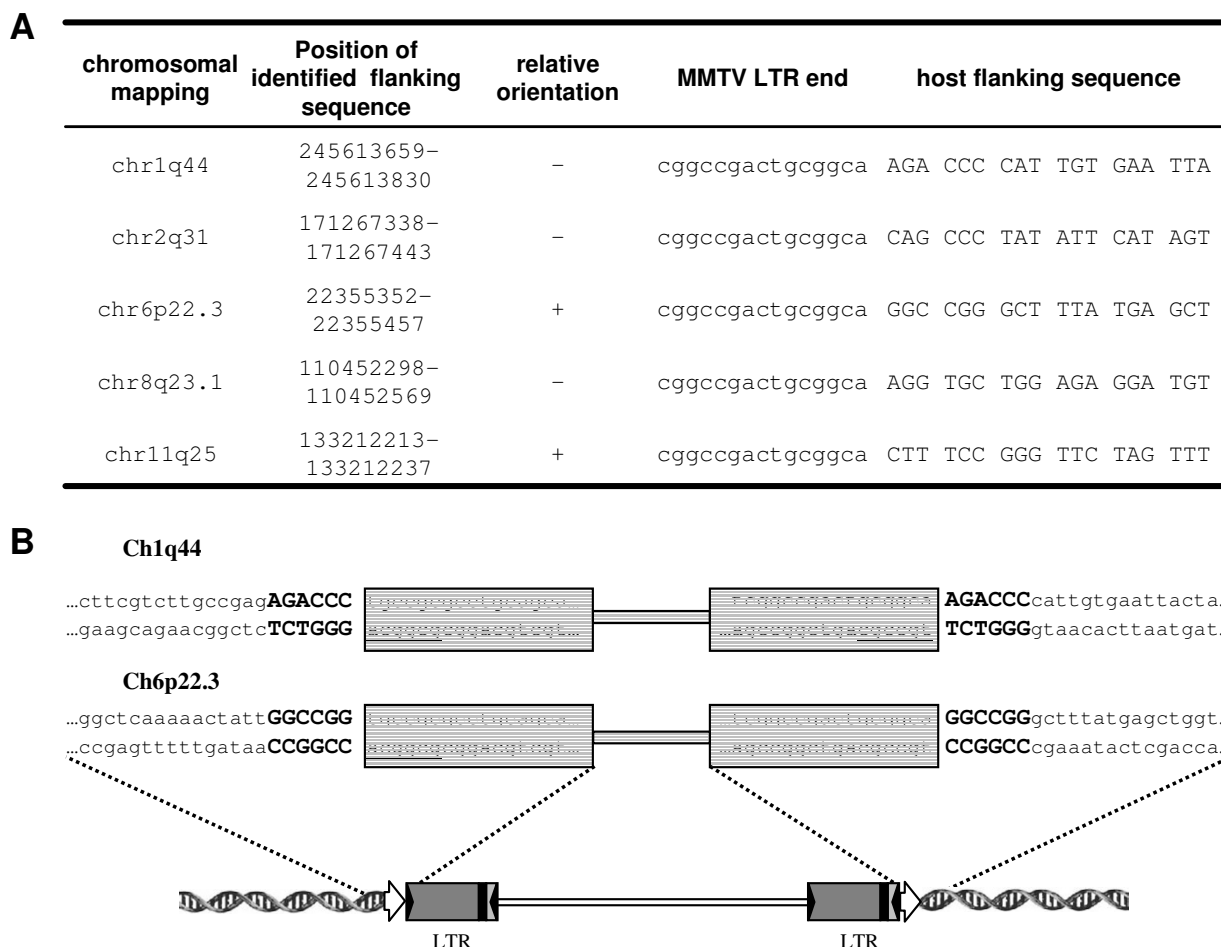 A
chromosomal mapping | Position of identified flanking sequence | relative orientation | MMTV LTR end | host flanking sequence
chr1q44 | 245613659-245613830 | - | cggccgactgcggca | AGA CCC CAT TGT GAA TTA
chr2q31 | 171267338-171267443 | - | cggccgactgcggca | CAG CCC TAT ATT CAT AGT
chr6p22.3 | 22355352-22355457 | + | cggccgactgcggca | GGC CGG GCT TTA TGA GCT
chr8q23.1 | 110452298-110452569 | - | cggccgactgcggca | AGG TGC TGG AGA GGA TGT
chr11q25 | 133212213-133212237 | + | cggccgactgcggca | CTT TCC GGG TTC TAG TTT
B
Ch1q44
...cttcgtcttgccgagAGACCC AGACCCcattgtgaattacta.
...gaagcagaacggctcTCTGGG TCTGGGgtaacacttaatgat.
Ch6p22.3
...ggctcaaaaactattGGCCGG GGCCGGgctttatgagctggt.
...ccgagtttttgataaCCGGCC CCGGCCcgaaatactcgacca.
LTR LTR